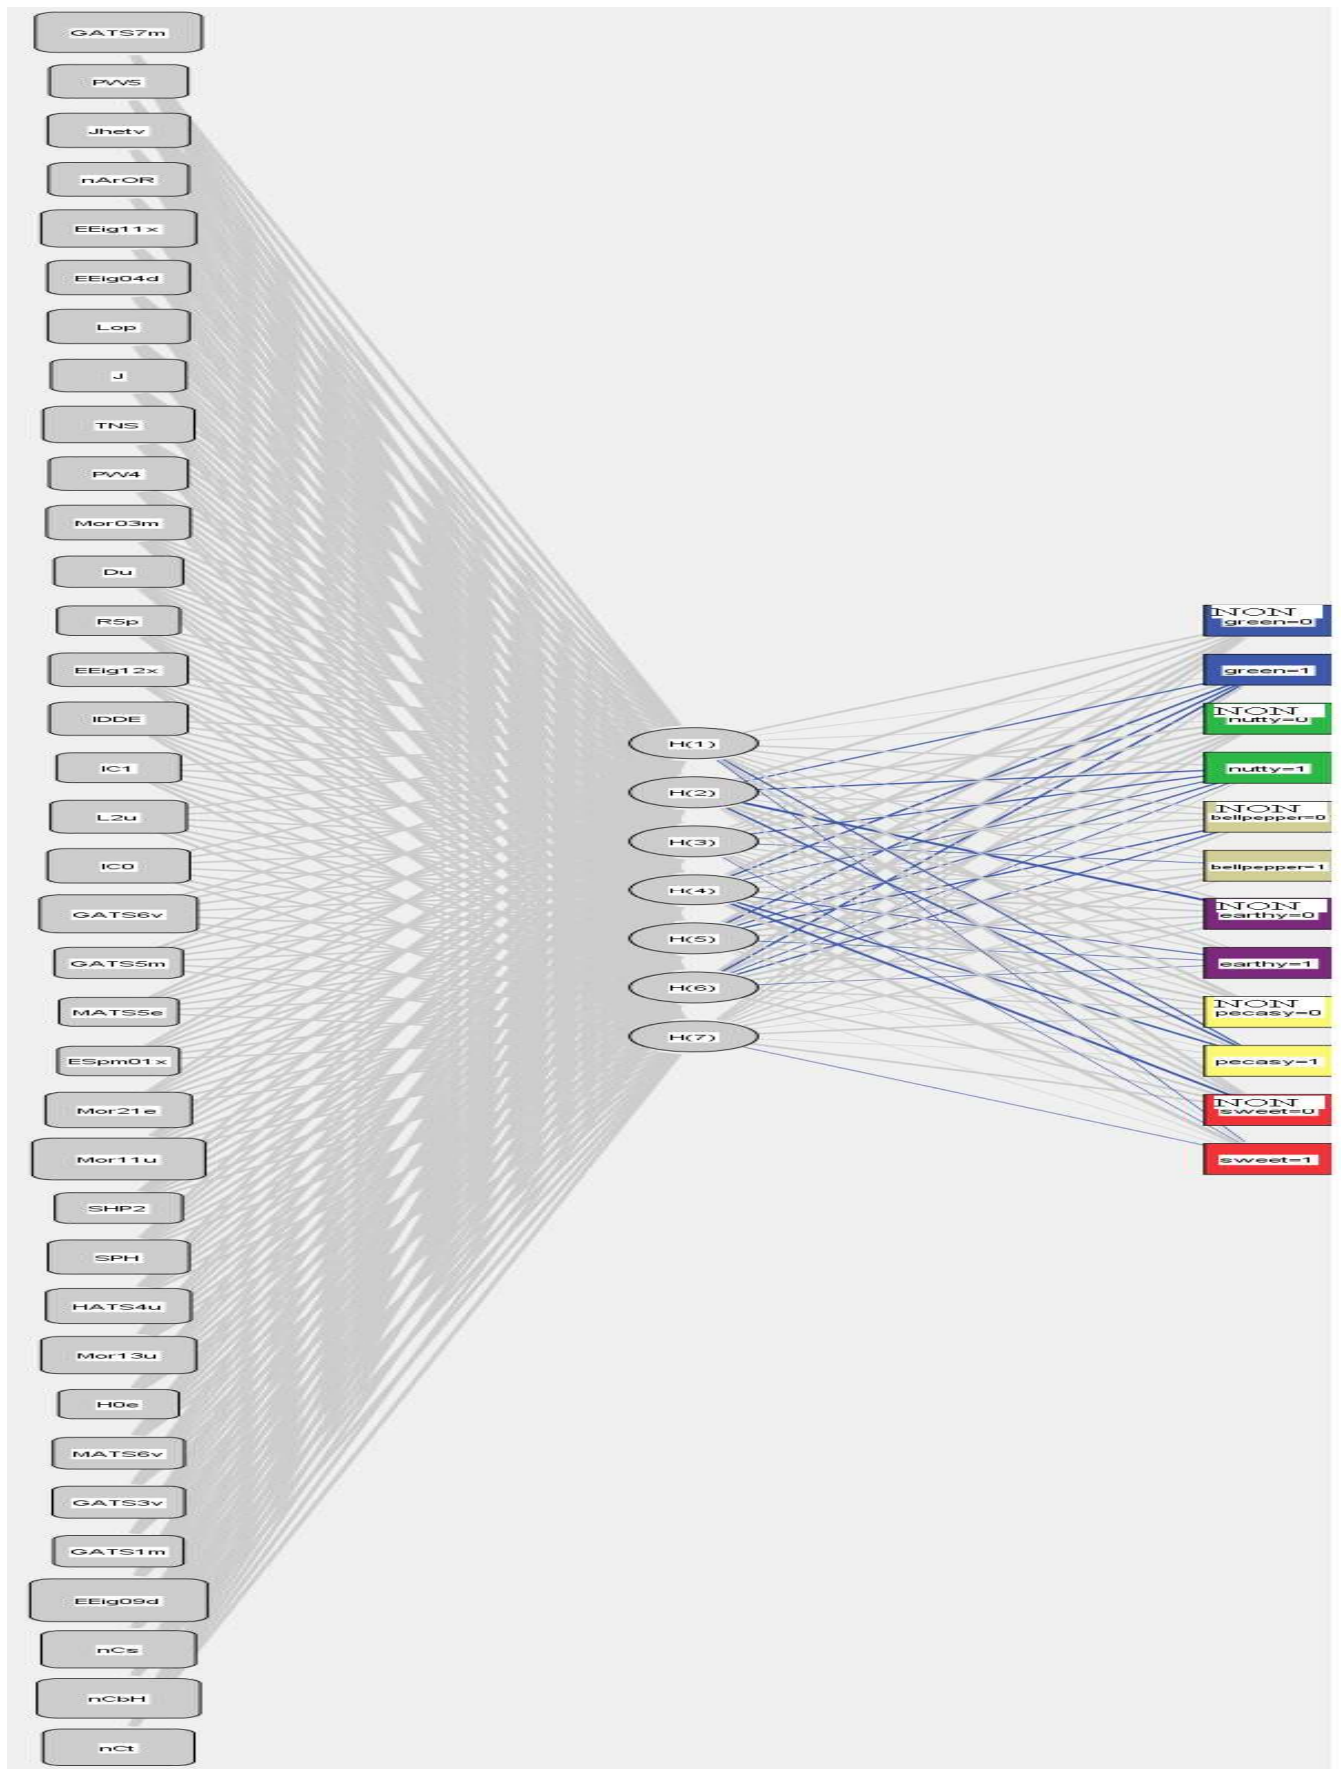 GATS7m
PW5
Jhetv
nArOR
EEig11x
EEig04d
Lop
J
TNS
PW4
Mor03m
Du
R5p
EEig12x
IDDE
IC1
L2u
IC0
GATS6v
GATS5m
MATS5e
ESpm01x
Mor21e
Mor11u
SHP2
SPH
HATS4u
Mor13u
H0e
MATS6v
GATS3v
GATS1m
EEig09d
nCs
nCbH
nCt
H(1)
H(2)
H(3)
H(4)
H(5)
H(6)
H(7)
NON
green=0
green=1
NON
nutty=0
nutty=1
NON
bellpepper=0
bellpepper=1
NON
earthy=0
earthy=1
NON
pecasy=0
pecasy=1
NON
sweet=0
sweet=1